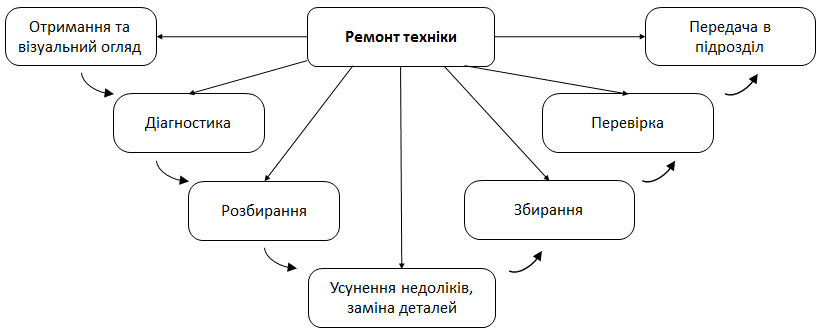 Отримання та
візуальний огляд
Ремонт техніки
Передача в
підрозділ
Діагностика
Перевірка
Розбирання
Збирання
Усунення недоліків,
заміна деталей